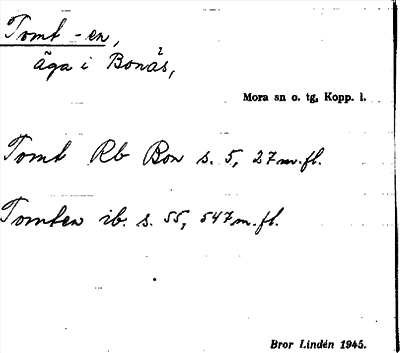 Tomt -en,
äga i Bonäs,
Mora sn o. tg, Kopp. l.
Tomt Rb Bon s. 5, 27 m.fl.
Tomten ib. s. 55, 547 m.fl.
Bror Lindén 1945.